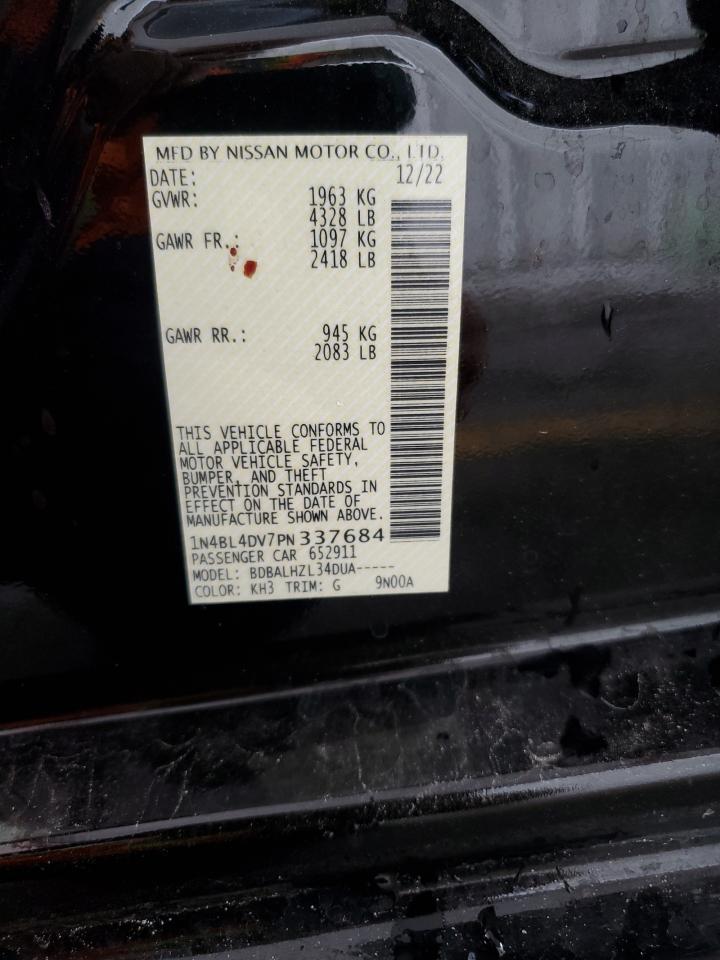 MFD BY NISSAN MOTOR CO., LTD.
DATE: 12/22
GVWR: 1963 KG
4328 LB
GAWR FR.: 1097 KG
2418 LB
GAWR RR.: 945 KG
2083 LB
THIS VEHICLE CONFORMS TO
ALL APPLICABLE FEDERAL
MOTOR VEHICLE SAFETY,
BUMPER, AND THEFT
PREVENTION STANDARDS IN
EFFECT ON THE DATE OF
MANUFACTURE SHOWN ABOVE.
1N4BL4DV7PN337684
PASSENGER CAR 652911
MODEL: BDBALHZL34DUA-----
COLOR: KH3 TRIM: G 9N00A